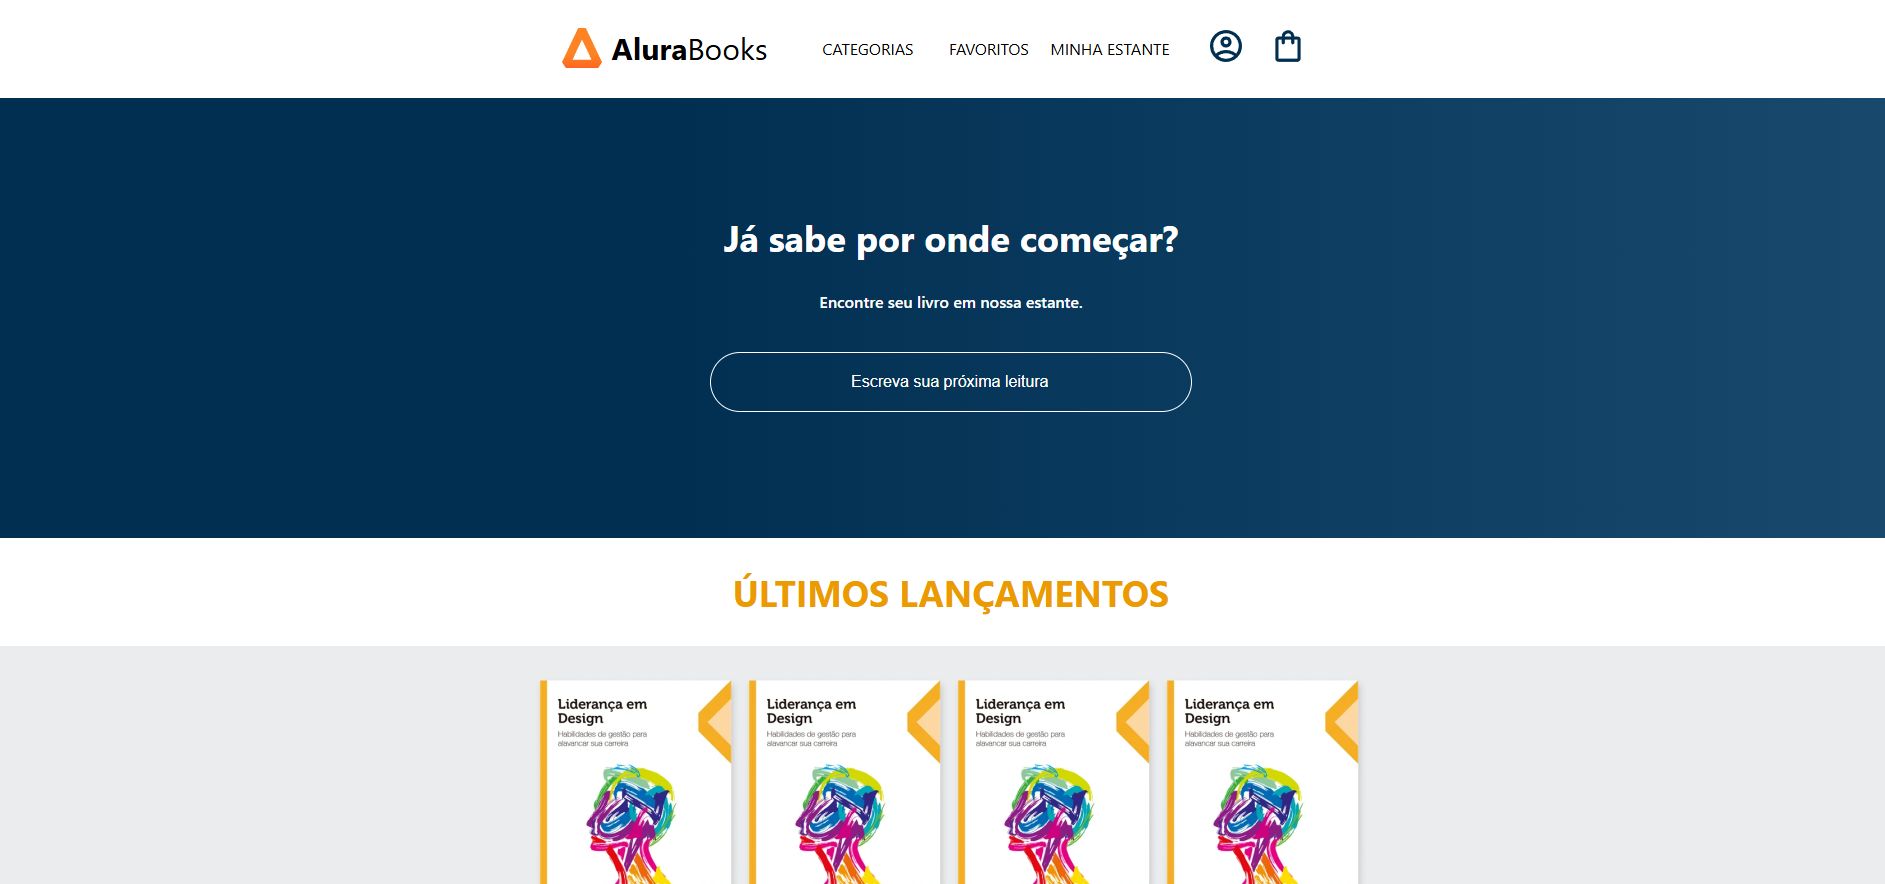 AluraBooks CATEGORIAS FAVORITOS MINHA ESTANTE
Já sabe por onde começar?
Encontre seu livro em nossa estante.
Escreva sua próxima leitura
ÚLTIMOS LANÇAMENTOS
Liderança em
Design
Habilidades de gestão para
alavancar sua carreira
Liderança em
Design
Habilidades de gestão para
alavancar sua carreira
Liderança em
Design
Habilidades de gestão para
alavancar sua carreira
Liderança em
Design
Habilidades de gestão para
alavancar sua carreira